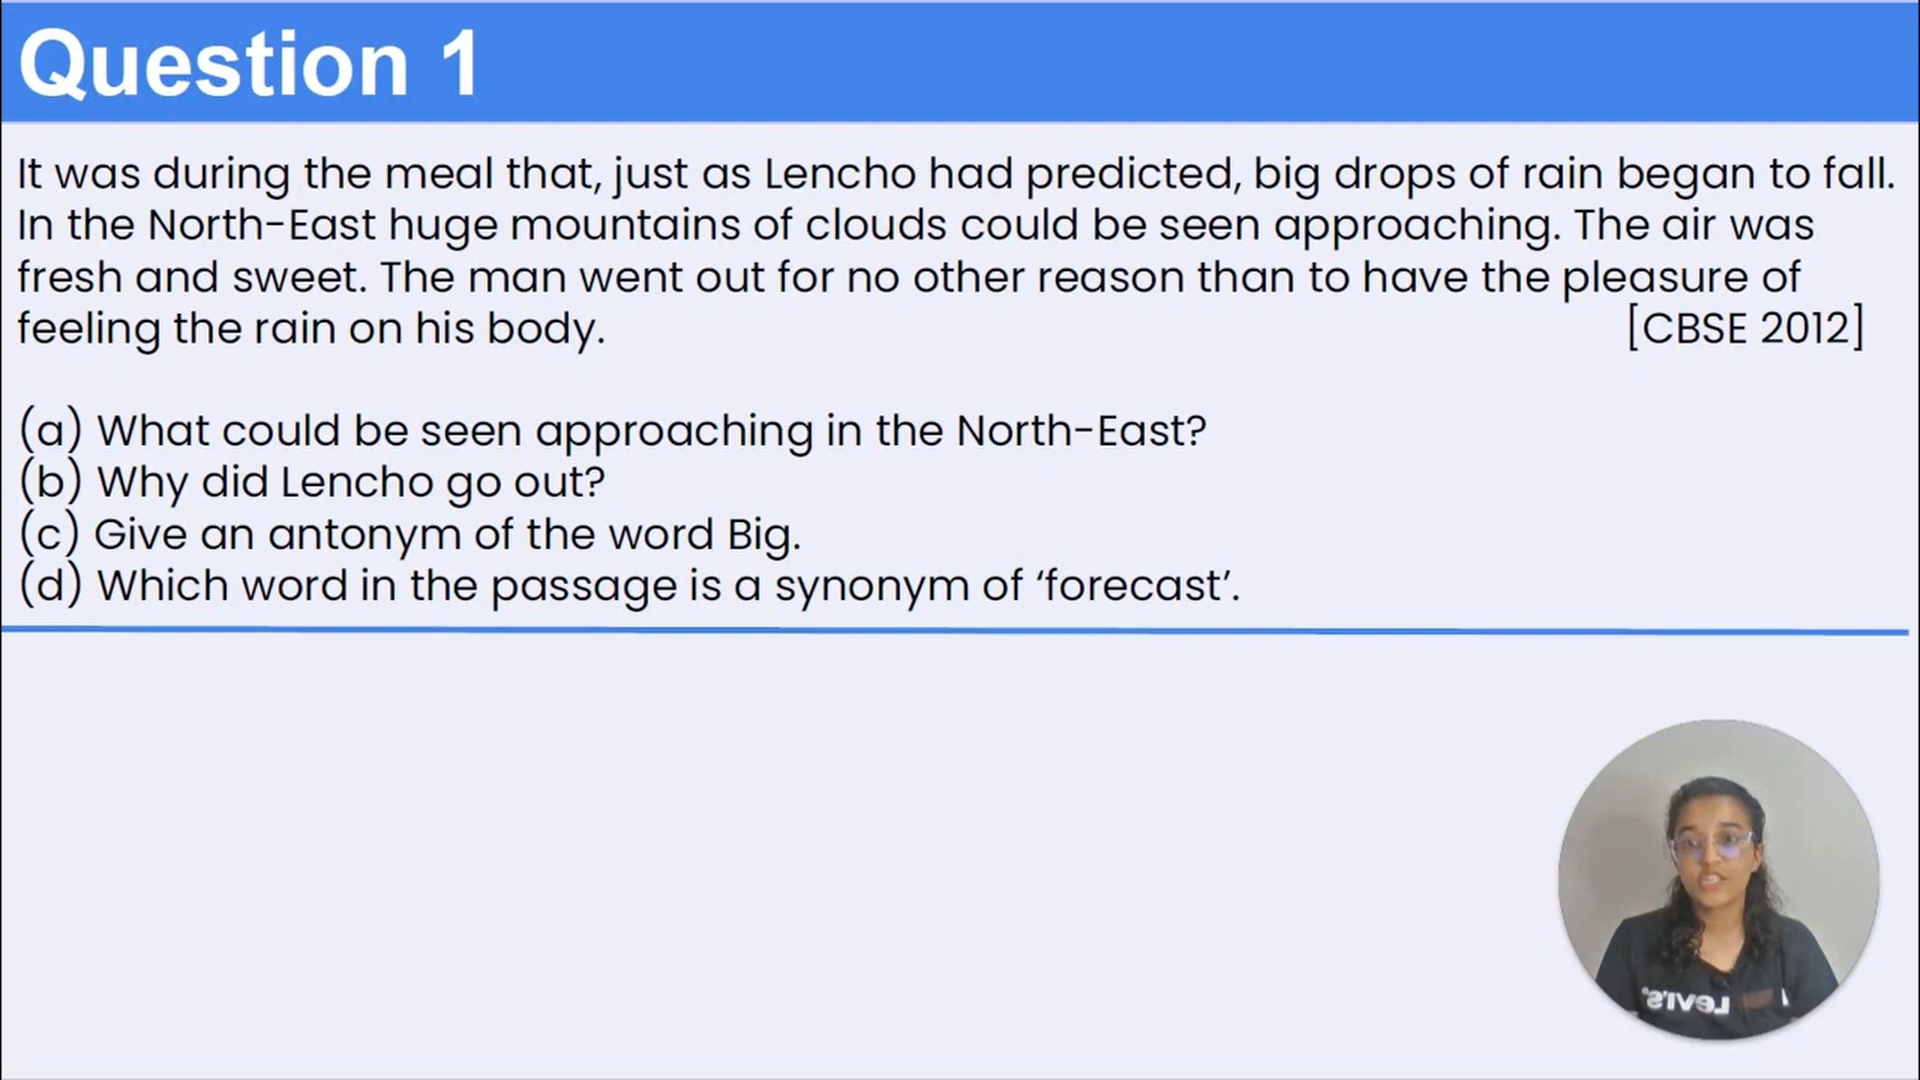 Question 1
It was during the meal that, just as Lencho had predicted, big drops of rain began to fall.
In the North-East huge mountains of clouds could be seen approaching. The air was
fresh and sweet. The man went out for no other reason than to have the pleasure of
feeling the rain on his body. [CBSE 2012]
(a) What could be seen approaching in the North-East?
(b) Why did Lencho go out?
(c) Give an antonym of the word Big.
(d) Which word in the passage is a synonym of ‘forecast’.
LEVI'S